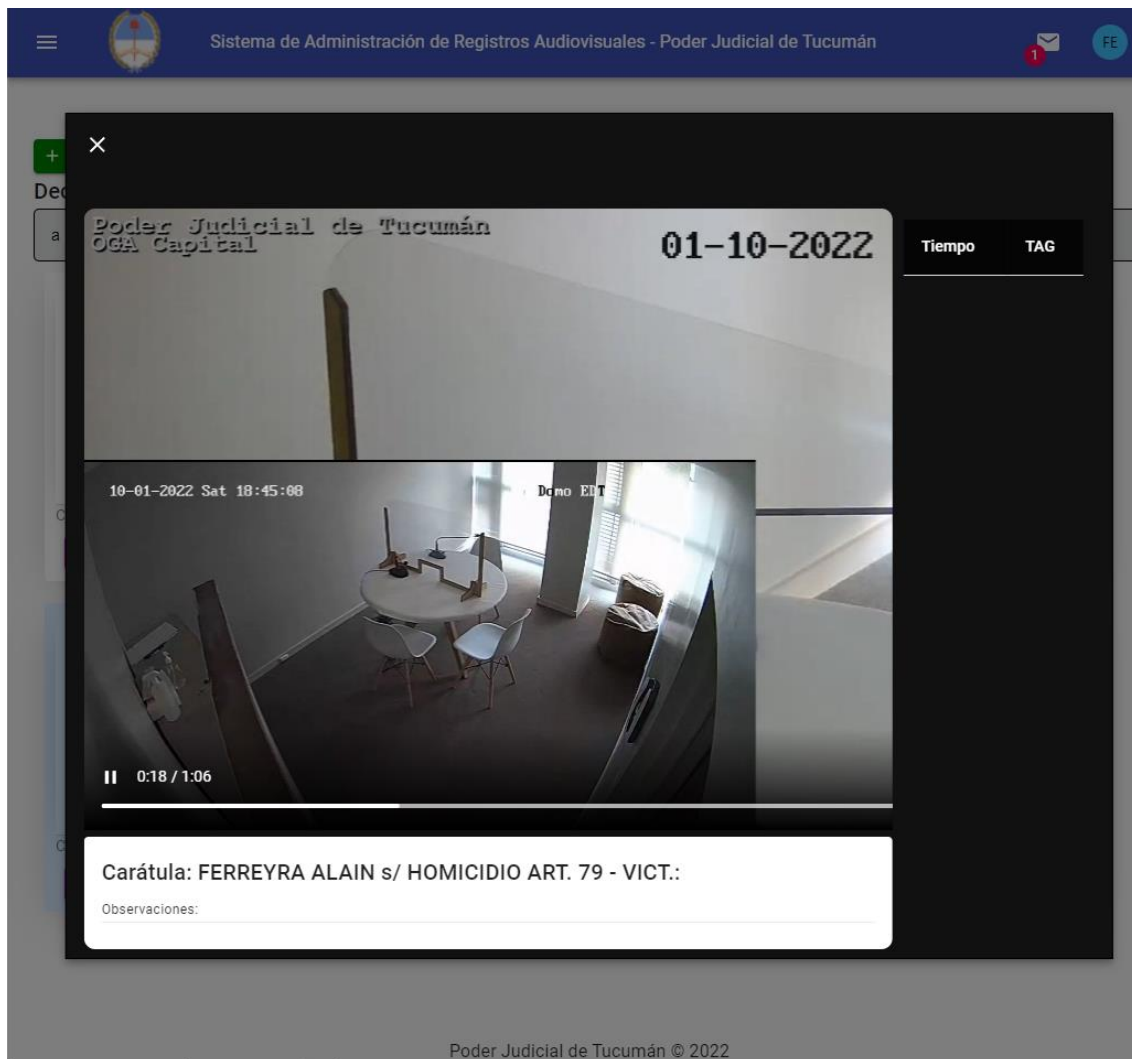 Sistema de Administración de Registros Audiovisuales - Poder Judicial de Tucumán
1
FE
+
Dec
a
Poder Judicial de Tucumán
OGA Capital
01-10-2022
Tiempo
TAG
10-01-2022 Sat 18:45:08
Domo EDT
0:18 / 1:06
Carátula: FERREYRA ALAIN s/ HOMICIDIO ART. 79 - VICT.:
Observaciones:
Poder Judicial de Tucumán © 2022